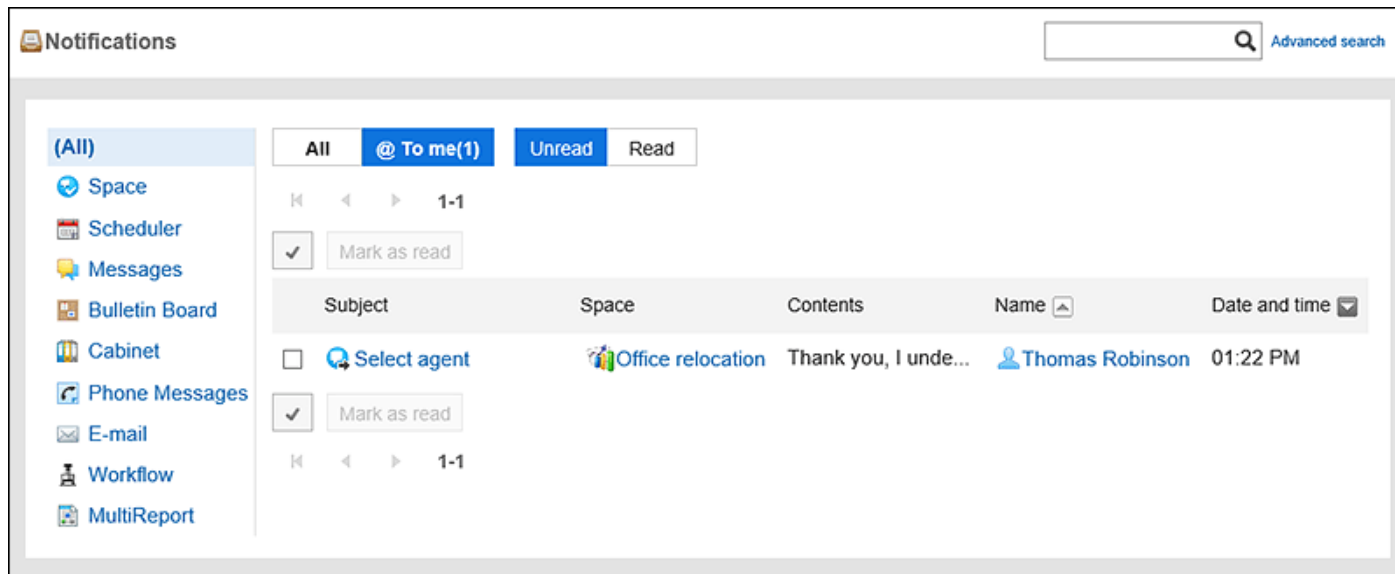 Notifications
Advanced search
(All)
Space
Scheduler
Messages
Bulletin Board
Cabinet
Phone Messages
E-mail
Workflow
MultiReport
All @ To me(1) Unread Read
1-1
Mark as read
Subject Space Contents Name Date and time
Select agent Office relocation Thank you, I unde... Thomas Robinson 01:22 PM
Mark as read
1-1